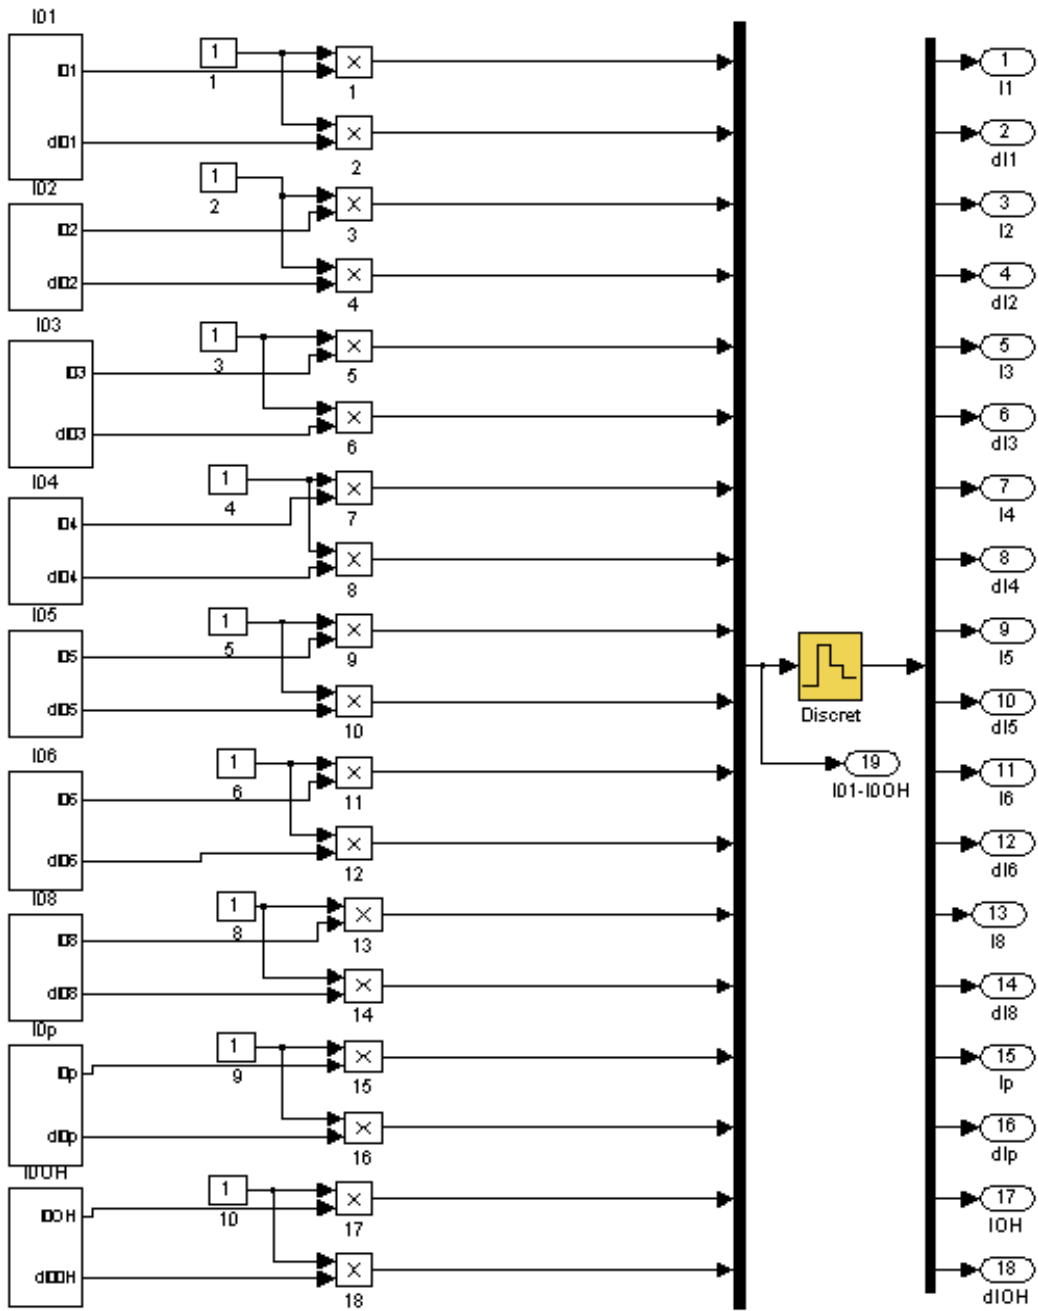 I01
I01
dI01
1
1
×
1
×
2
I02
I02
dI02
1
2
×
3
×
4
I03
I03
dI03
1
3
×
5
×
6
I04
I04
dI04
1
4
×
7
×
8
I05
I05
dI05
1
5
×
9
×
10
I06
I06
dI06
1
6
×
11
×
12
I08
I08
dI08
1
8
×
13
×
14
I0p
I0p
dI0p
1
9
×
15
×
16
I0OH
I0OH
dI0OH
1
10
×
17
×
18
Discret
19
I01-I0OH
1
I1
2
dI1
3
I2
4
dI2
5
I3
6
dI3
7
I4
8
dI4
9
I5
10
dI5
11
I6
12
dI6
13
I8
14
dI8
15
Ip
16
dIp
17
IOH
18
dIOH